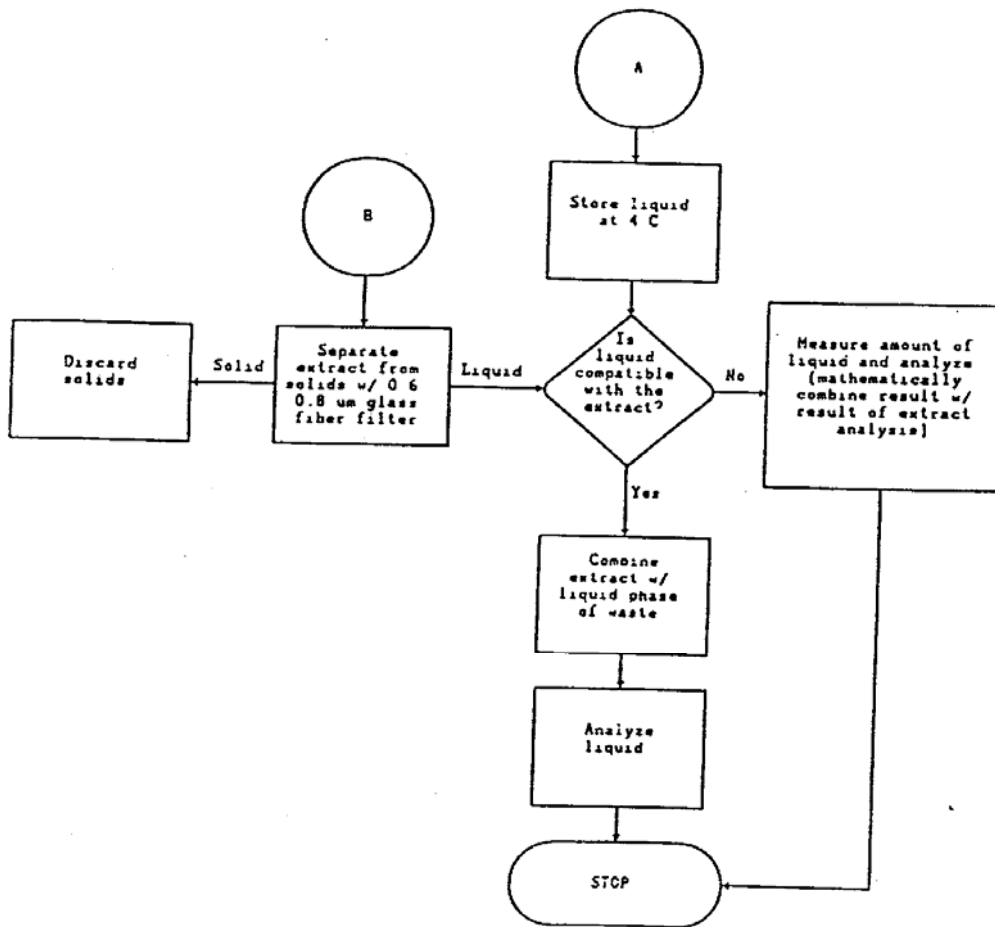 A
Store liquid
at 4 C
B
Discard
solids
Solid
Separate
extract from
solids w/ 0 6
0.8 um glass
fiber filter
Liquid
Is
liquid
compatible
with the
extract?
No
Measure amount of
liquid and analyze
(mathematically
combine result w/
result of extract
analysis)
Yes
Combine
extract w/
liquid phase
of waste
Analyze
liquid
STOP